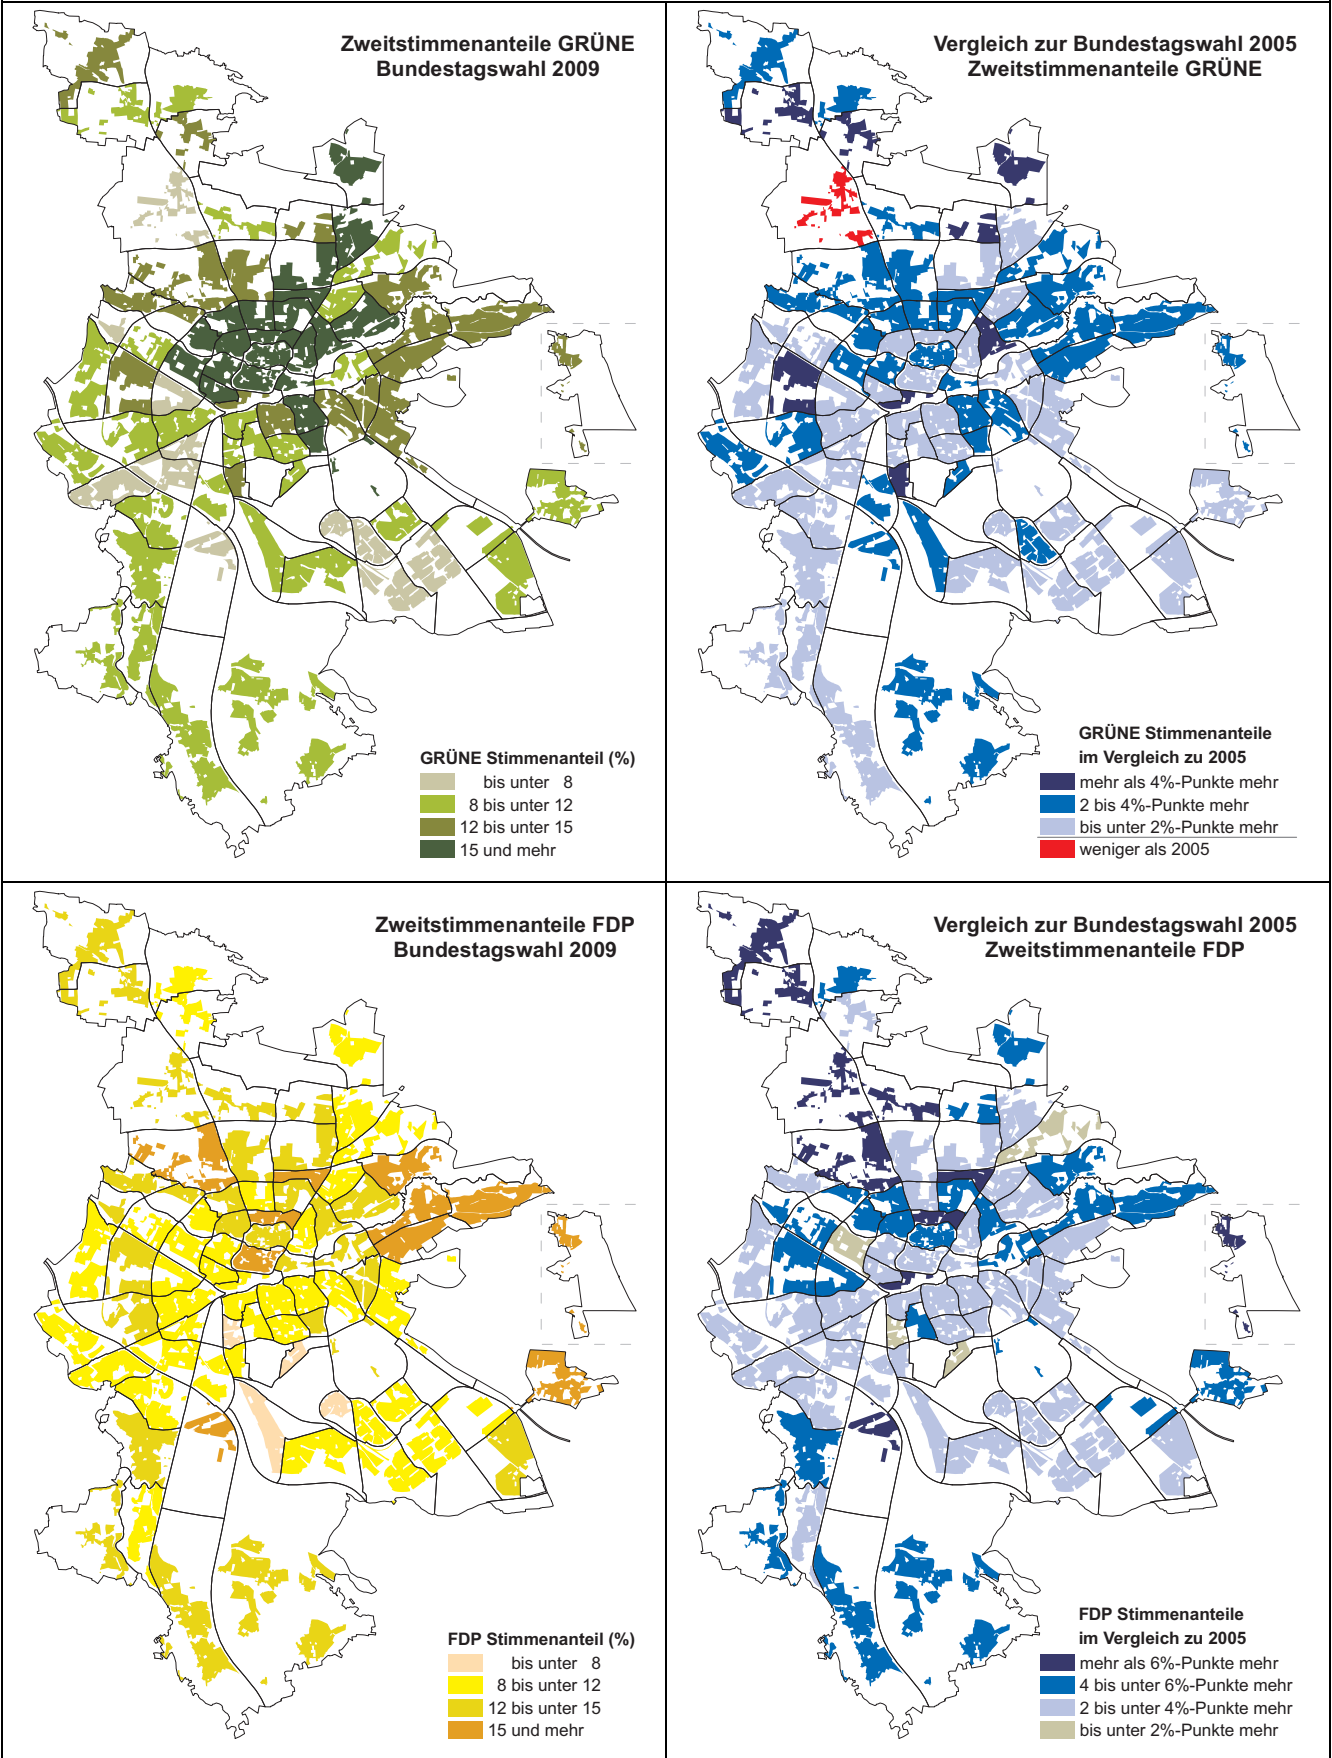 Zweitstimmenanteile GRÜNE
Bundestagswahl 2009
GRÜNE Stimmenanteil (%)
bis unter 8
8 bis unter 12
12 bis unter 15
15 und mehr
Vergleich zur Bundestagswahl 2005
Zweitstimmenanteile GRÜNE
GRÜNE Stimmenanteile
im Vergleich zu 2005
mehr als 4%-Punkte mehr
2 bis 4%-Punkte mehr
bis unter 2%-Punkte mehr
weniger als 2005
Zweitstimmenanteile FDP
Bundestagswahl 2009
FDP Stimmenanteil (%)
bis unter 8
8 bis unter 12
12 bis unter 15
15 und mehr
Vergleich zur Bundestagswahl 2005
Zweitstimmenanteile FDP
FDP Stimmenanteile
im Vergleich zu 2005
mehr als 6%-Punkte mehr
4 bis unter 6%-Punkte mehr
2 bis unter 4%-Punkte mehr
bis unter 2%-Punkte mehr